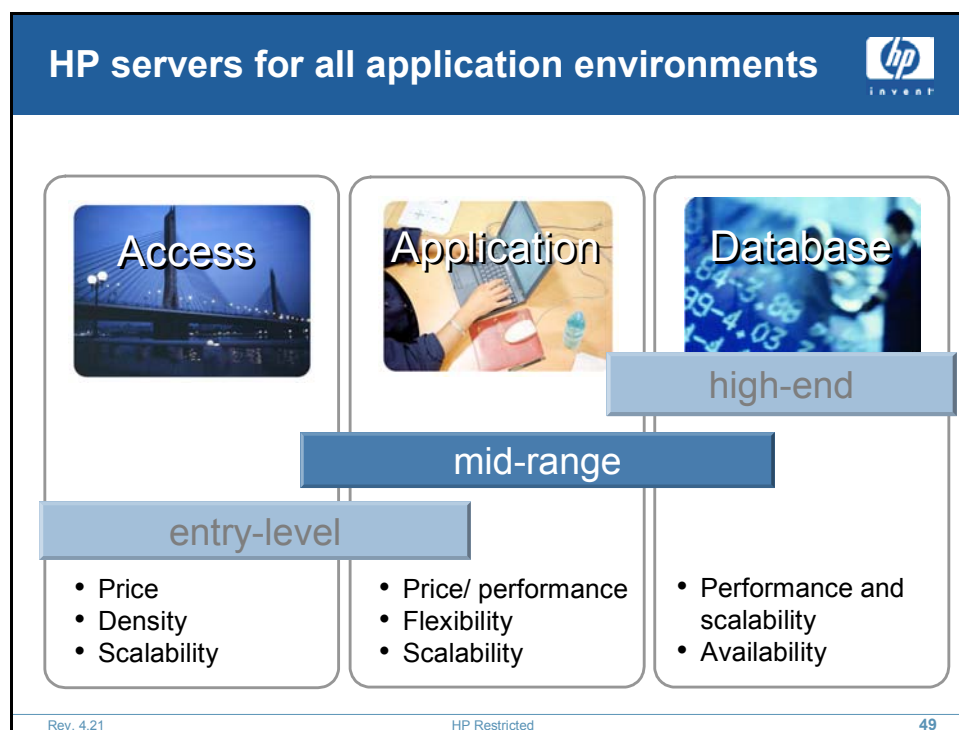 HP servers for all application environments
hp
invent
Access
Application
Database
high-end
mid-range
entry-level
• Price
• Density
• Scalability
• Price/ performance
• Flexibility
• Scalability
• Performance and
scalability
• Availability
Rev. 4.21
HP Restricted
49